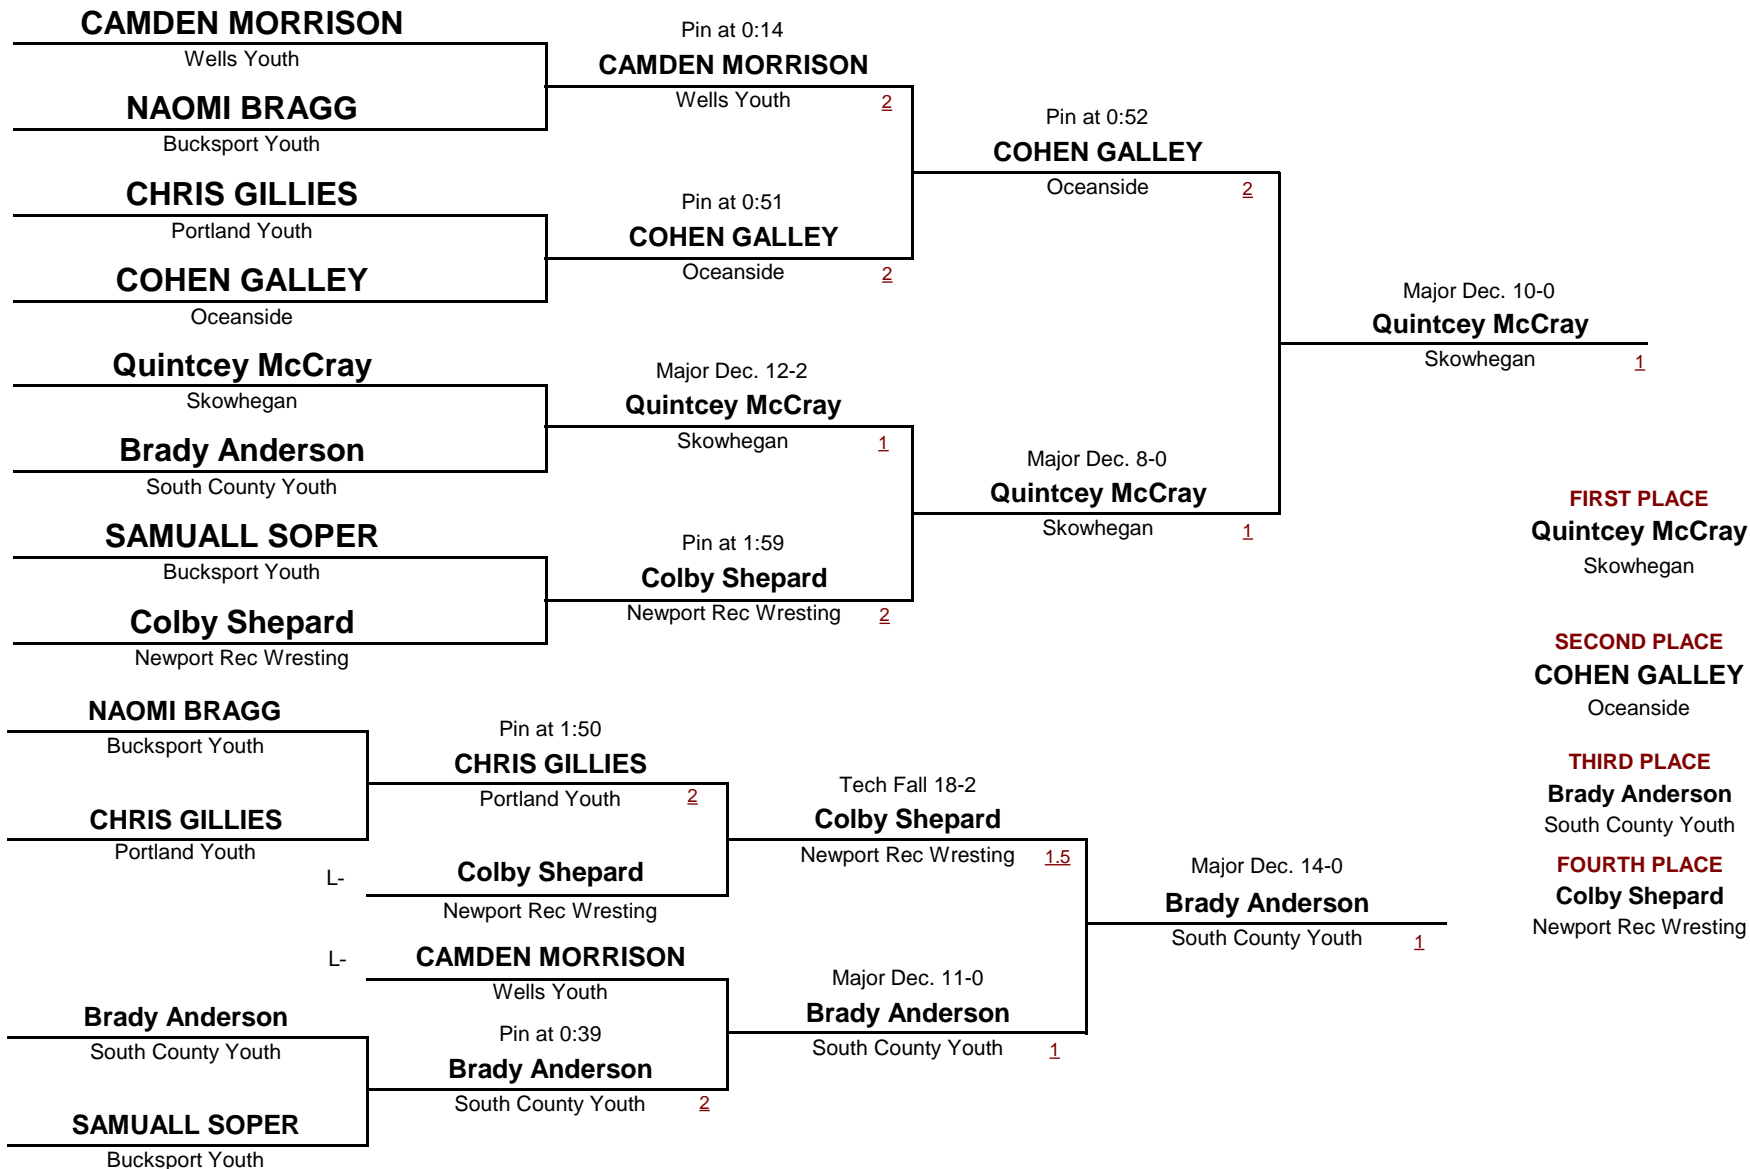 CAMDEN MORRISON
Wells Youth
NAOMI BRAGG
Bucksport Youth
CHRIS GILLIES
Portland Youth
COHEN GALLEY
Oceanside
Quintcey McCray
Skowhegan
Brady Anderson
South County Youth
SAMUALL SOPER
Bucksport Youth
Colby Shepard
Newport Rec Wresting
Pin at 0:14
CAMDEN MORRISON
Wells Youth 2
Pin at 0:51
COHEN GALLEY
Oceanside 2
Major Dec. 12-2
Quintcey McCray
Skowhegan 1
Pin at 1:59
Colby Shepard
Newport Rec Wresting 2
Pin at 0:52
COHEN GALLEY
Oceanside 2
Major Dec. 8-0
Quintcey McCray
Skowhegan 1
Major Dec. 10-0
Quintcey McCray
Skowhegan 1
FIRST PLACE
Quintcey McCray
Skowhegan
SECOND PLACE
COHEN GALLEY
Oceanside
THIRD PLACE
Brady Anderson
South County Youth
FOURTH PLACE
Colby Shepard
Newport Rec Wresting
NAOMI BRAGG
Bucksport Youth
CHRIS GILLIES
Portland Youth
Brady Anderson
South County Youth
SAMUALL SOPER
Bucksport Youth
Pin at 1:50
CHRIS GILLIES
Portland Youth 2
L- Colby Shepard
Newport Rec Wresting
L- CAMDEN MORRISON
Wells Youth
Pin at 0:39
Brady Anderson
South County Youth 2
Tech Fall 18-2
Colby Shepard
Newport Rec Wresting 1.5
Major Dec. 11-0
Brady Anderson
South County Youth 1
Major Dec. 14-0
Brady Anderson
South County Youth 1